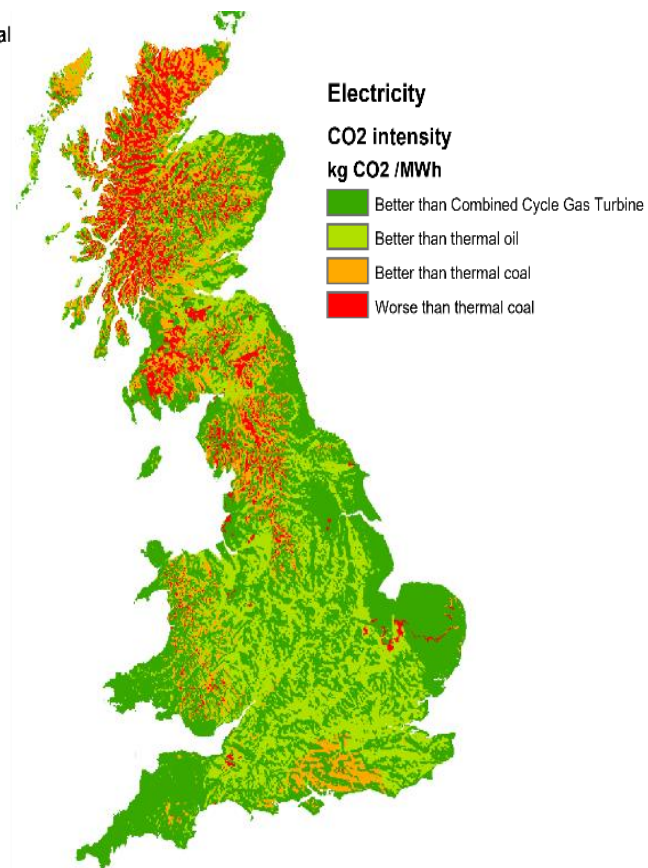 al
Electricity
CO2 intensity
kg CO2 /MWh
Better than Combined Cycle Gas Turbine
Better than thermal oil
Better than thermal coal
Worse than thermal coal